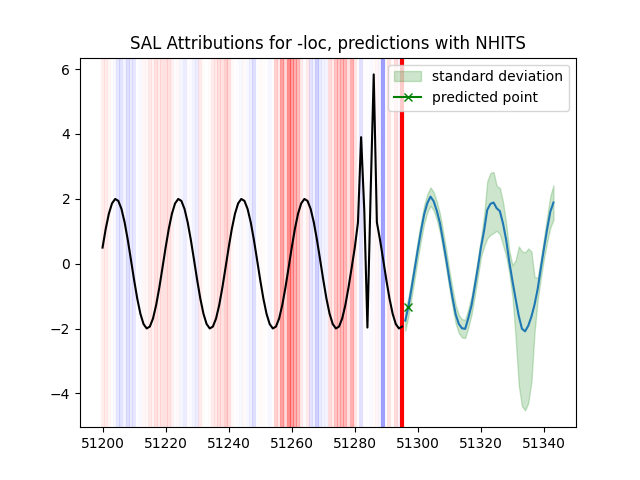 SAL Attributions for -loc, predictions with NHITS
standard deviation
predicted point
6
4
2
0
−2
−4
51200 51220 51240 51260 51280 51300 51320 51340